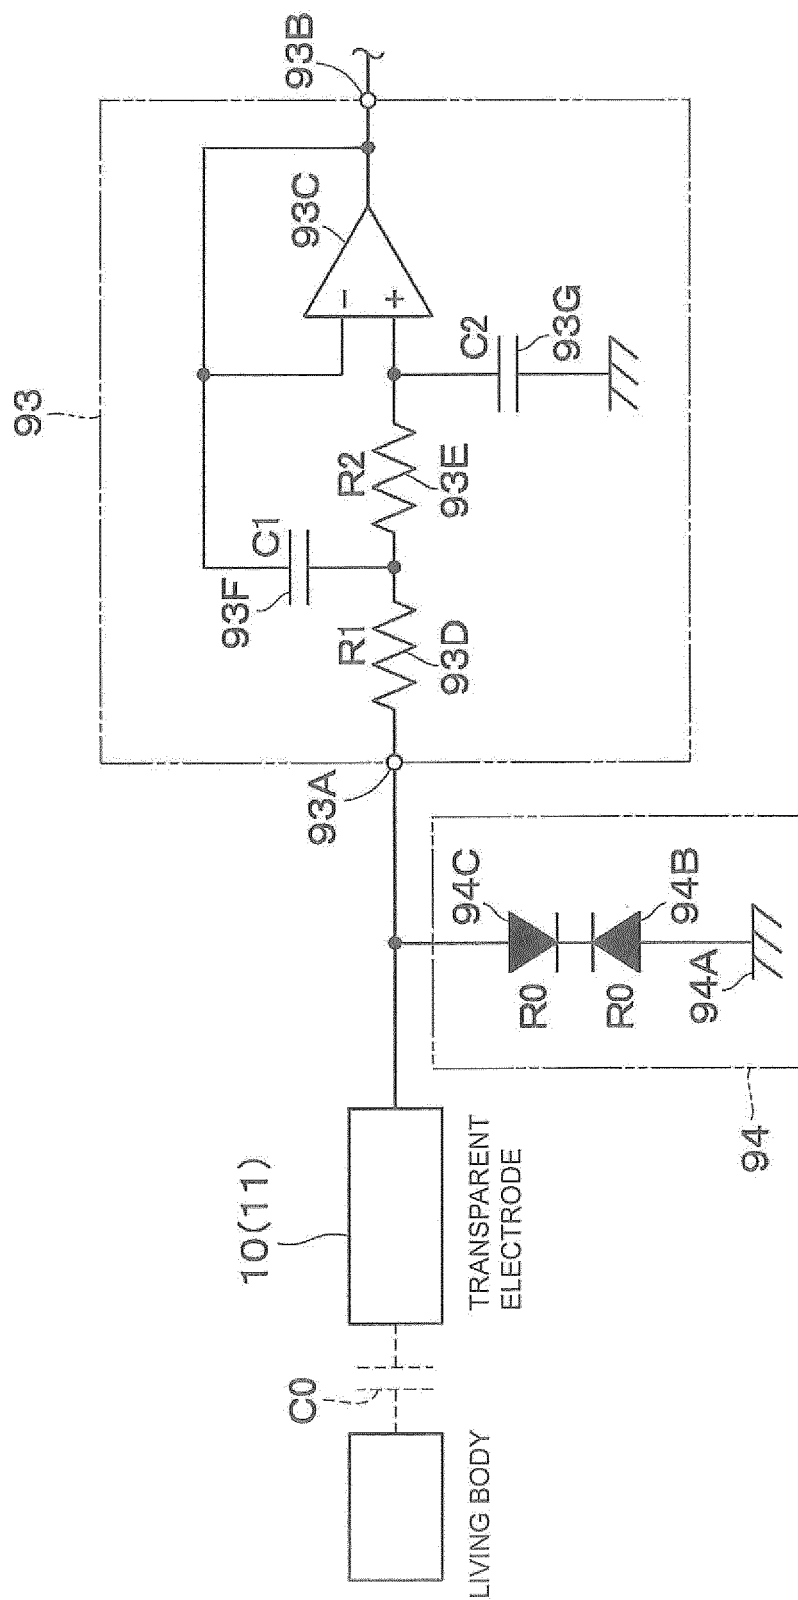 93
93B
93C
−
+
C2
93G
R2
93E
C1
93F
R1
93D
93A
94C
94B
R0
R0
94A
94
10(11)
TRANSPARENT
ELECTRODE
C0
LIVING BODY